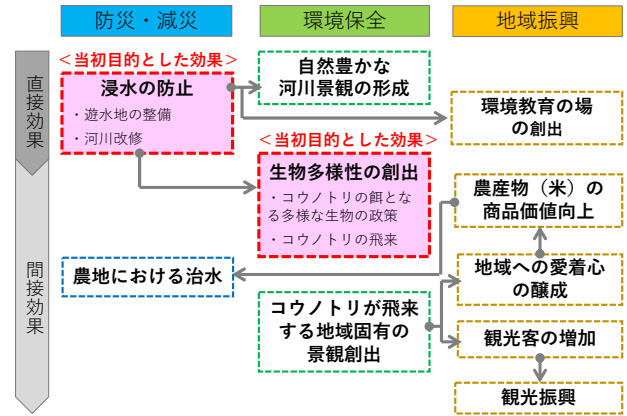 防災・減災
環境保全
地域振興
直接効果
間接効果
＜当初目的とした効果＞
浸水の防止
・遊水地の整備
・河川改修
自然豊かな
河川景観の形成
環境教育の場
の創出
＜当初目的とした効果＞
生物多様性の創出
・コウノトリの餌とな
る多様な生物の政策
・コウノトリの飛来
農産物（米）の
商品価値向上
農地における治水
地域への愛着心
の醸成
コウノトリが飛来
する地域固有の
景観創出
観光客の増加
観光振興